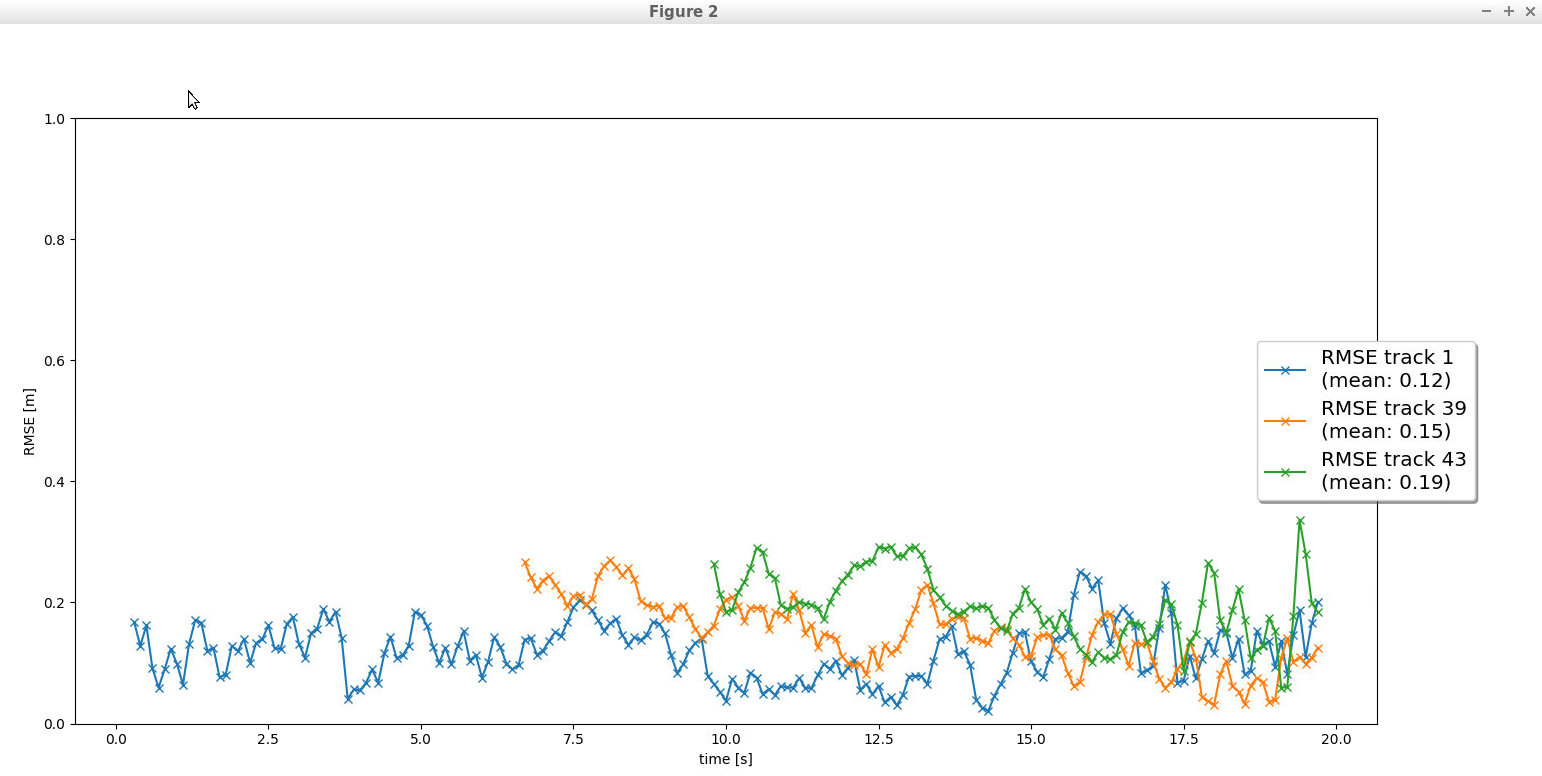 Figure 2
1.0
0.8
0.6
0.4
0.2
0.0
RMSE [m]
RMSE track 1
(mean: 0.12)
RMSE track 39
(mean: 0.15)
RMSE track 43
(mean: 0.19)
0.0 2.5 5.0 7.5 10.0 12.5 15.0 17.5 20.0
time [s]